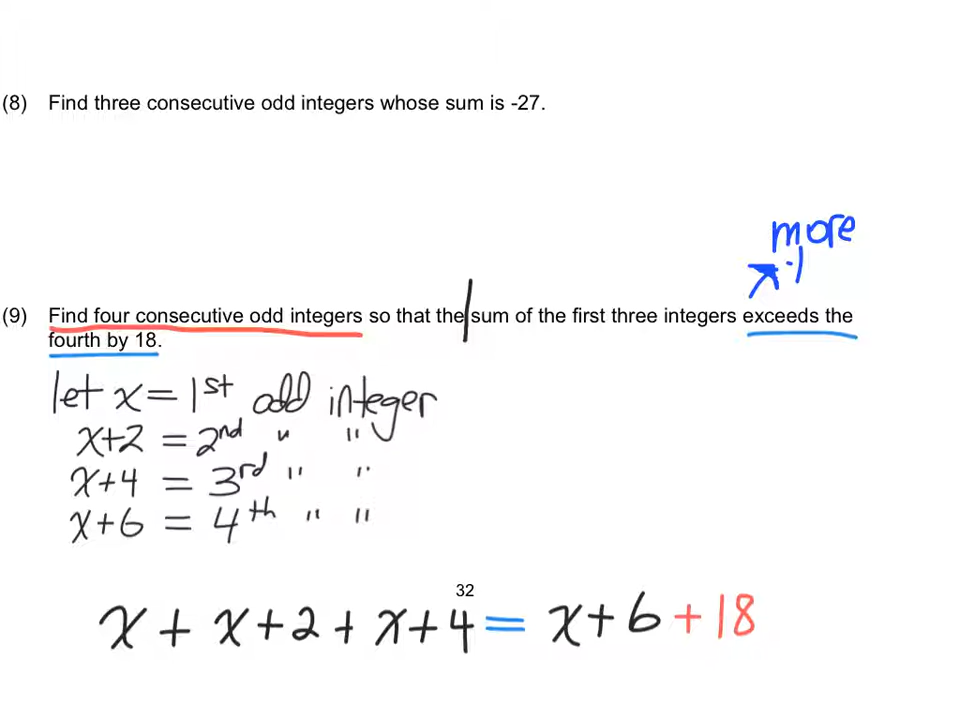 (8) Find three consecutive odd integers whose sum is -27.
more
(9) Find four consecutive odd integers so that the sum of the first three integers exceeds the
fourth by 18.
let x = 1st odd integer
x+2 = 2nd " "
x+4 = 3rd " "
x+6 = 4th " "
32
x + x+2 + x+4 = x+6 +18